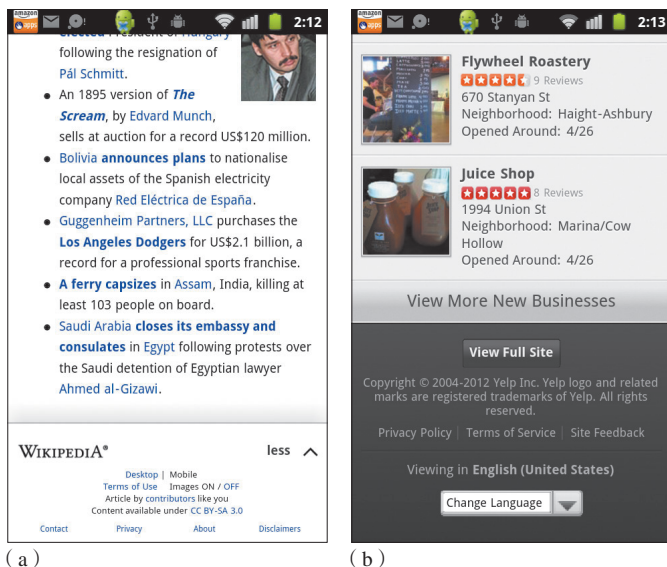 amazon
apps
2:12
elected President of Hungary
following the resignation of
Pál Schmitt.
• An 1895 version of The
Scream, by Edvard Munch,
sells at auction for a record US$120 million.
• Bolivia announces plans to nationalise
local assets of the Spanish electricity
company Red Eléctrica de España.
• Guggenheim Partners, LLC purchases the
Los Angeles Dodgers for US$2.1 billion, a
record for a professional sports franchise.
• A ferry capsizes in Assam, India, killing at
least 103 people on board.
• Saudi Arabia closes its embassy and
consulates in Egypt following protests over
the Saudi detention of Egyptian lawyer
Ahmed al-Gizawi.
WIKIPEDIA®
less
Desktop | Mobile
Terms of Use Images ON / OFF
Article by contributors like you
Content available under CC BY-SA 3.0
Contact Privacy About Disclaimers
(a)
amazon
apps
2:13
Flywheel Roastery
9 Reviews
670 Stanyan St
Neighborhood: Haight-Ashbury
Opened Around: 4/26
Juice Shop
8 Reviews
1994 Union St
Neighborhood: Marina/Cow
Hollow
Opened Around: 4/26
View More New Businesses
View Full Site
Copyright © 2004-2012 Yelp Inc. Yelp logo and related
marks are registered trademarks of Yelp. All rights
reserved.
Privacy Policy | Terms of Service | Site Feedback
Viewing in English (United States)
Change Language
(b)